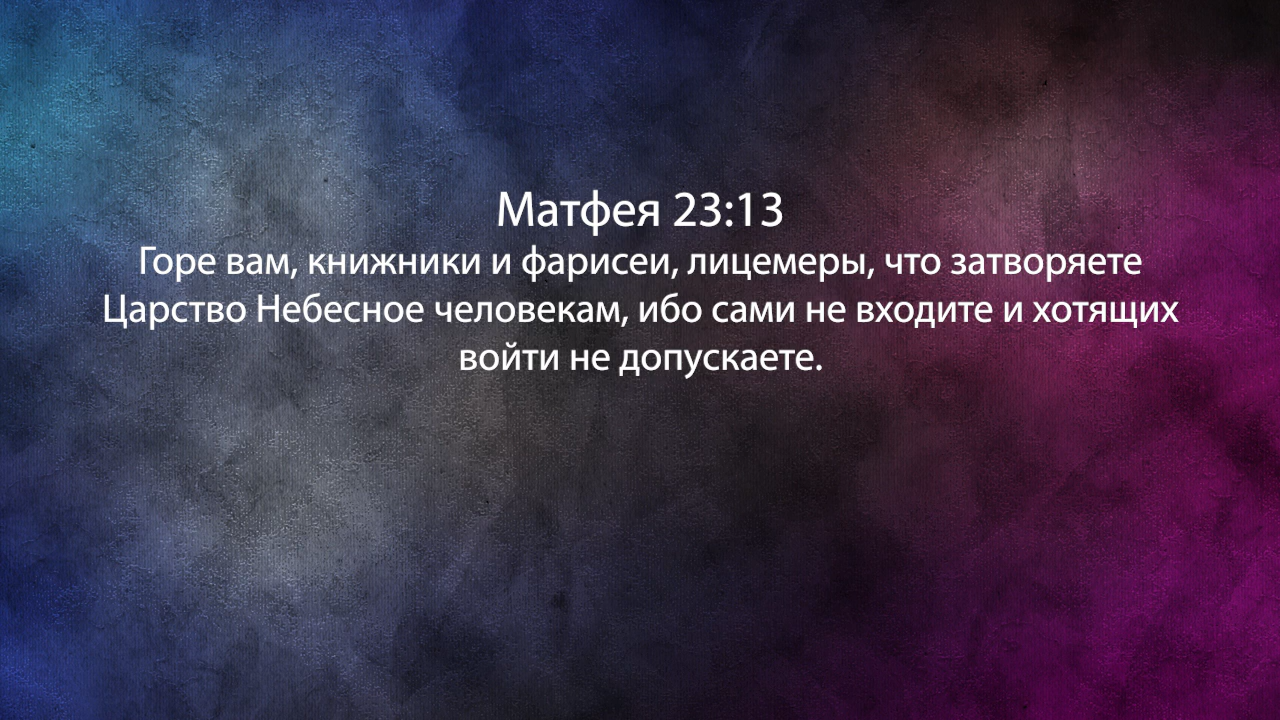 Матфея 23:13
Горе вам, книжники и фарисеи, лицемеры, что затворяете
Царство Небесное человекам, ибо сами не входите и хотящих
войти не допускаете.